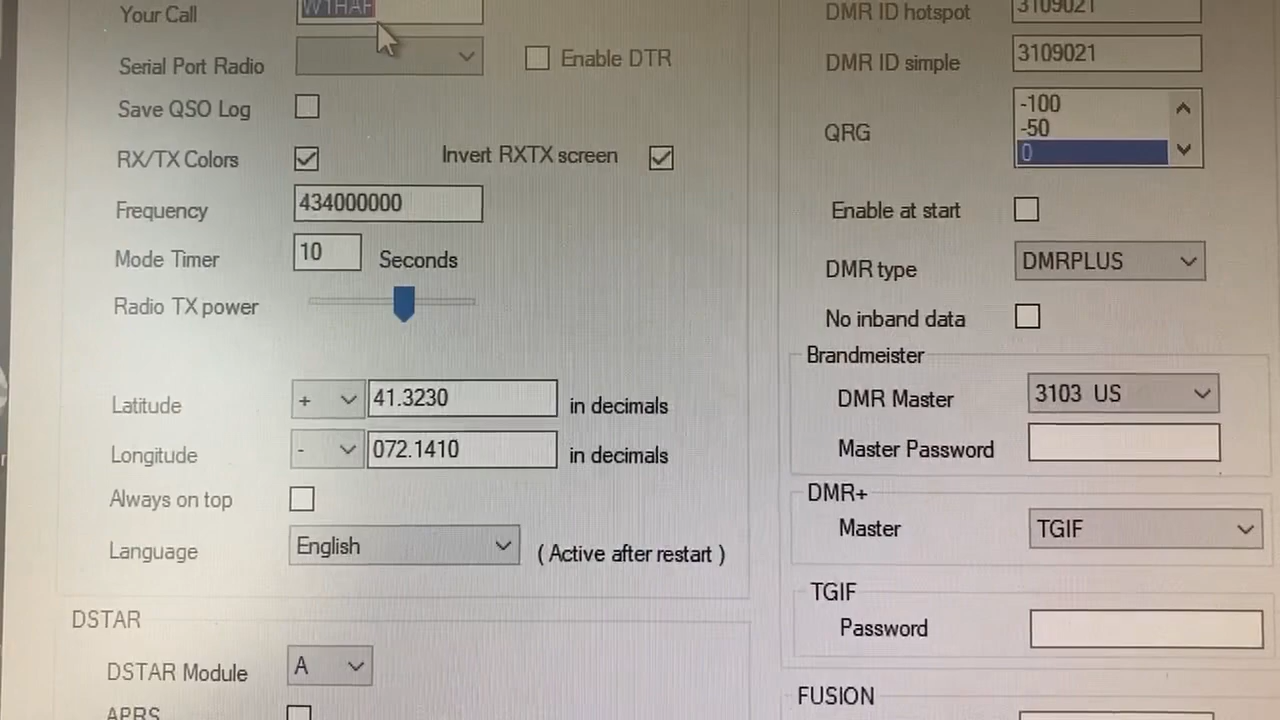 Your Call W1HAF
Serial Port Radio Enable DTR
Save QSO Log
RX/TX Colors Invert RXTX screen
Frequency 434000000
Mode Timer 10 Seconds
Radio TX power
Latitude + 41.3230 in decimals
Longitude - 072.1410 in decimals
Always on top
Language English ( Active after restart )
DSTAR
DSTAR Module A
APRS
DMR ID hotspot 3109021
DMR ID simple 3109021
QRG -100
-50
0
Enable at start
DMR type DMRPLUS
No inband data
Brandmeister
DMR Master 3103 US
Master Password
DMR+
Master TGIF
TGIF
Password
FUSION